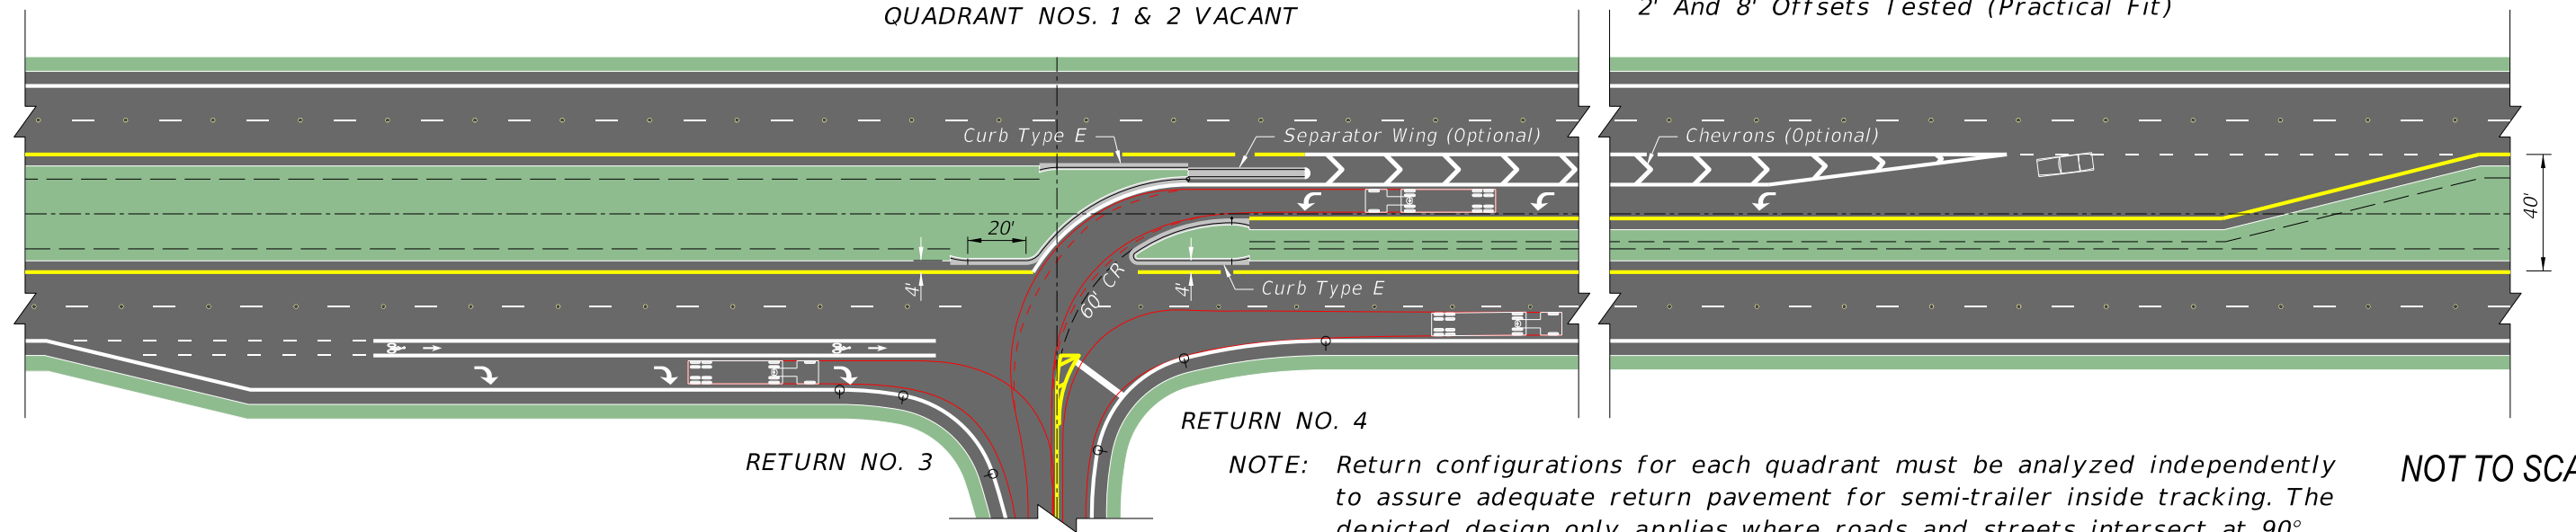 QUADRANT NOS. 1 & 2 VACANT
2' And 8' Offsets Tested (Practical Fit)
Curb Type E
Separator Wing (Optional)
Chevrons (Optional)
20'
40'
4'
60' CR
4'
Curb Type E
RETURN NO. 4
RETURN NO. 3
NOTE: Return configurations for each quadrant must be analyzed independently
to assure adequate return pavement for semi-trailer inside tracking. The
depicted design only applies where roads and streets intersect at 90°
NOT TO SCA